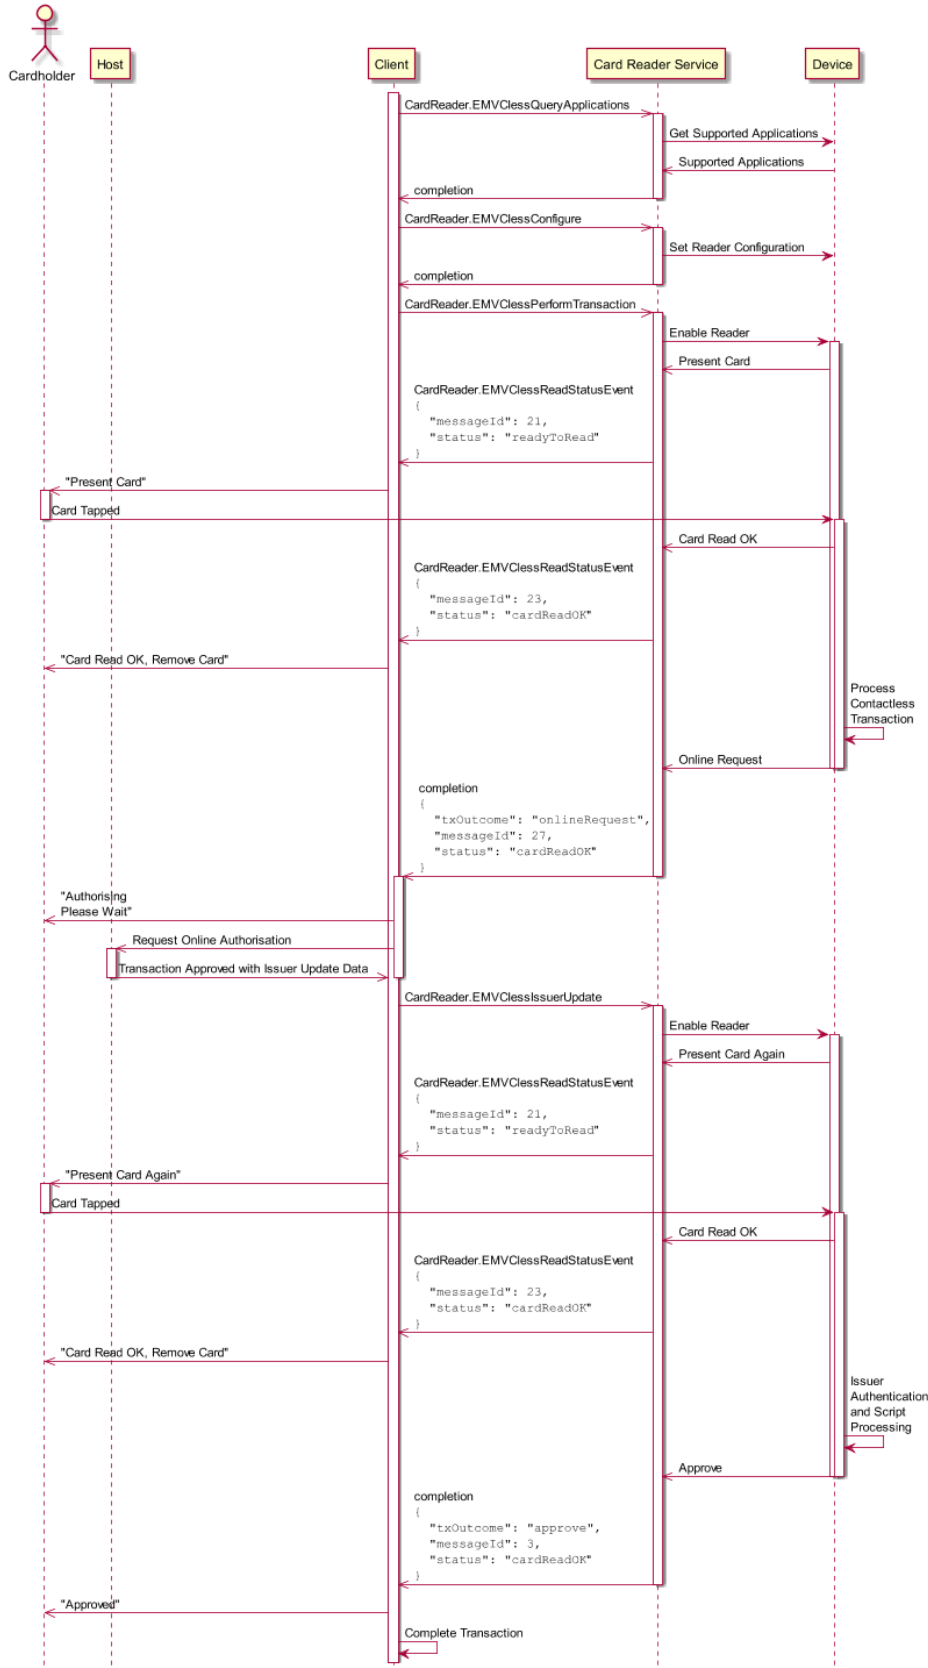 Cardholder
Host
Client
Card Reader Service
Device
CardReader.EMVClessQueryApplications
Get Supported Applications
Supported Applications
completion
CardReader.EMVClessConfigure
Set Reader Configuration
completion
CardReader.EMVClessPerformTransaction
Enable Reader
Present Card
CardReader.EMVClessReadStatusEvent
{
"messageId": 21,
"status": "readyToRead"
}
"Present Card"
Card Tapped
Card Read OK
CardReader.EMVClessReadStatusEvent
{
"messageId": 23,
"status": "cardReadOK"
}
"Card Read OK, Remove Card"
Process
Contactless
Transaction
Online Request
completion
{
"txOutcome": "onlineRequest",
"messageId": 27,
"status": "cardReadOK"
}
"Authorising
Please Wait"
Request Online Authorisation
Transaction Approved with Issuer Update Data
CardReader.EMVClessIssuerUpdate
Enable Reader
Present Card Again
CardReader.EMVClessReadStatusEvent
{
"messageId": 21,
"status": "readyToRead"
}
"Present Card Again"
Card Tapped
Card Read OK
CardReader.EMVClessReadStatusEvent
{
"messageId": 23,
"status": "cardReadOK"
}
"Card Read OK, Remove Card"
Issuer
Authentication
and Script
Processing
Approve
completion
{
"txOutcome": "approve",
"messageId": 3,
"status": "cardReadOK"
}
"Approved"
Complete Transaction